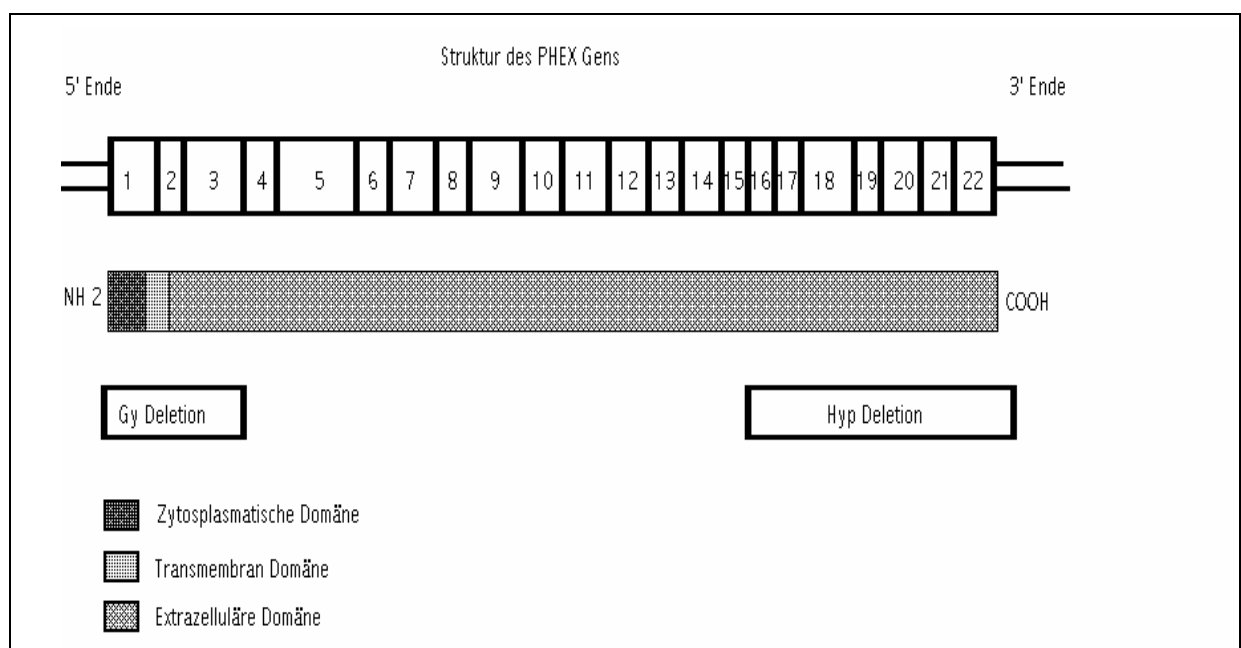 Struktur des PHEX Gens
5' Ende 3' Ende
1 2 3 4 5 6 7 8 9 10 11 12 13 14 15 16 17 18 19 20 21 22
NH 2 COOH
Gy Deletion Hyp Deletion
Zytosplasmatische Domäne
Transmembran Domäne
Extrazelluläre Domäne